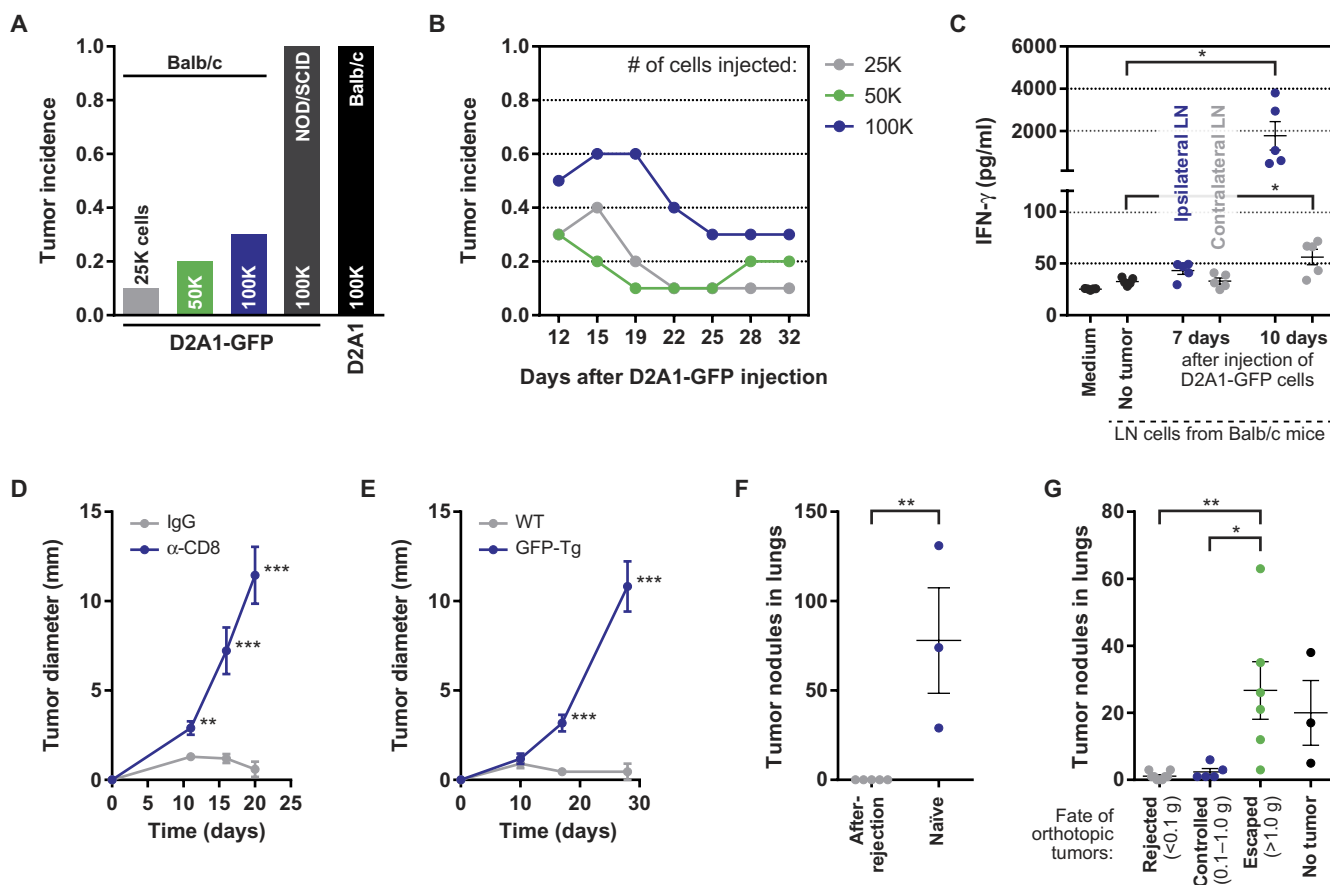 A
Tumor incidence
1.0
0.8
0.6
0.4
0.2
0.0
Balb/c
25K cells
50K
100K
NOD/SCID
100K
Balb/c
100K
D2A1-GFP
D2A1
B
Tumor incidence
1.0
0.8
0.6
0.4
0.2
0.0
# of cells injected:
25K
50K
100K
12 15 19 22 25 28 32
Days after D2A1-GFP injection
C
IFN-γ (pg/ml)
6000
4000
2000
100
50
0
*
*
Ipsilateral LN
Contralateral LN
Medium
No tumor
7 days 10 days
after injection of
D2A1-GFP cells
LN cells from Balb/c mice
D
Tumor diameter (mm)
15
10
5
0
IgG
α-CD8
**
***
***
0 5 10 15 20 25
Time (days)
E
Tumor diameter (mm)
15
10
5
0
WT
GFP-Tg
***
***
0 10 20 30
Time (days)
F
Tumor nodules in lungs
150
100
50
0
**
After-
rejection
Naïve
G
Tumor nodules in lungs
80
60
40
20
0
**
*
Fate of
orthotopic
tumors:
Rejected
(<0.1 g)
Controlled
(0.1–1.0 g)
Escaped
(>1.0 g)
No tumor